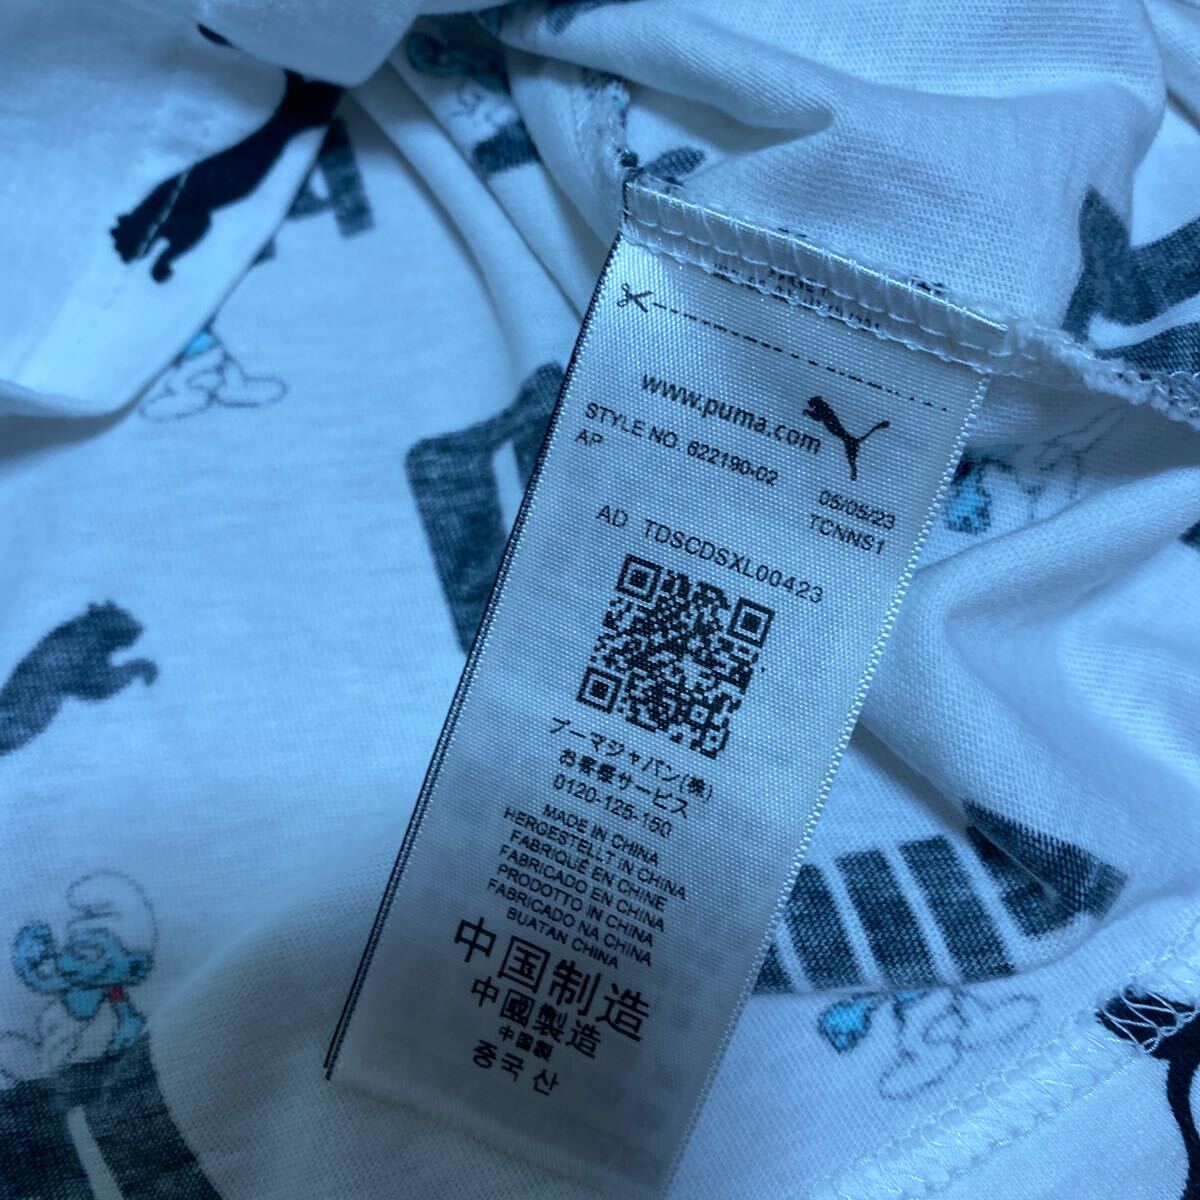 www.puma.com
STYLE NO. 622190-02
AP
05/05/23
TCNNS1
AD TDSCDSXL00423
プーマジャパン(株)
お客様サービス
0120-125-150
MADE IN CHINA
HERGESTELLT IN CHINA
FABRIQUÉ EN CHINE
FABRICADO EN CHINA
PRODOTTO IN CHINA
FABRICADO NA CHINA
BUATAN CHINA
中国制造
中國製造
中国製
중국 산